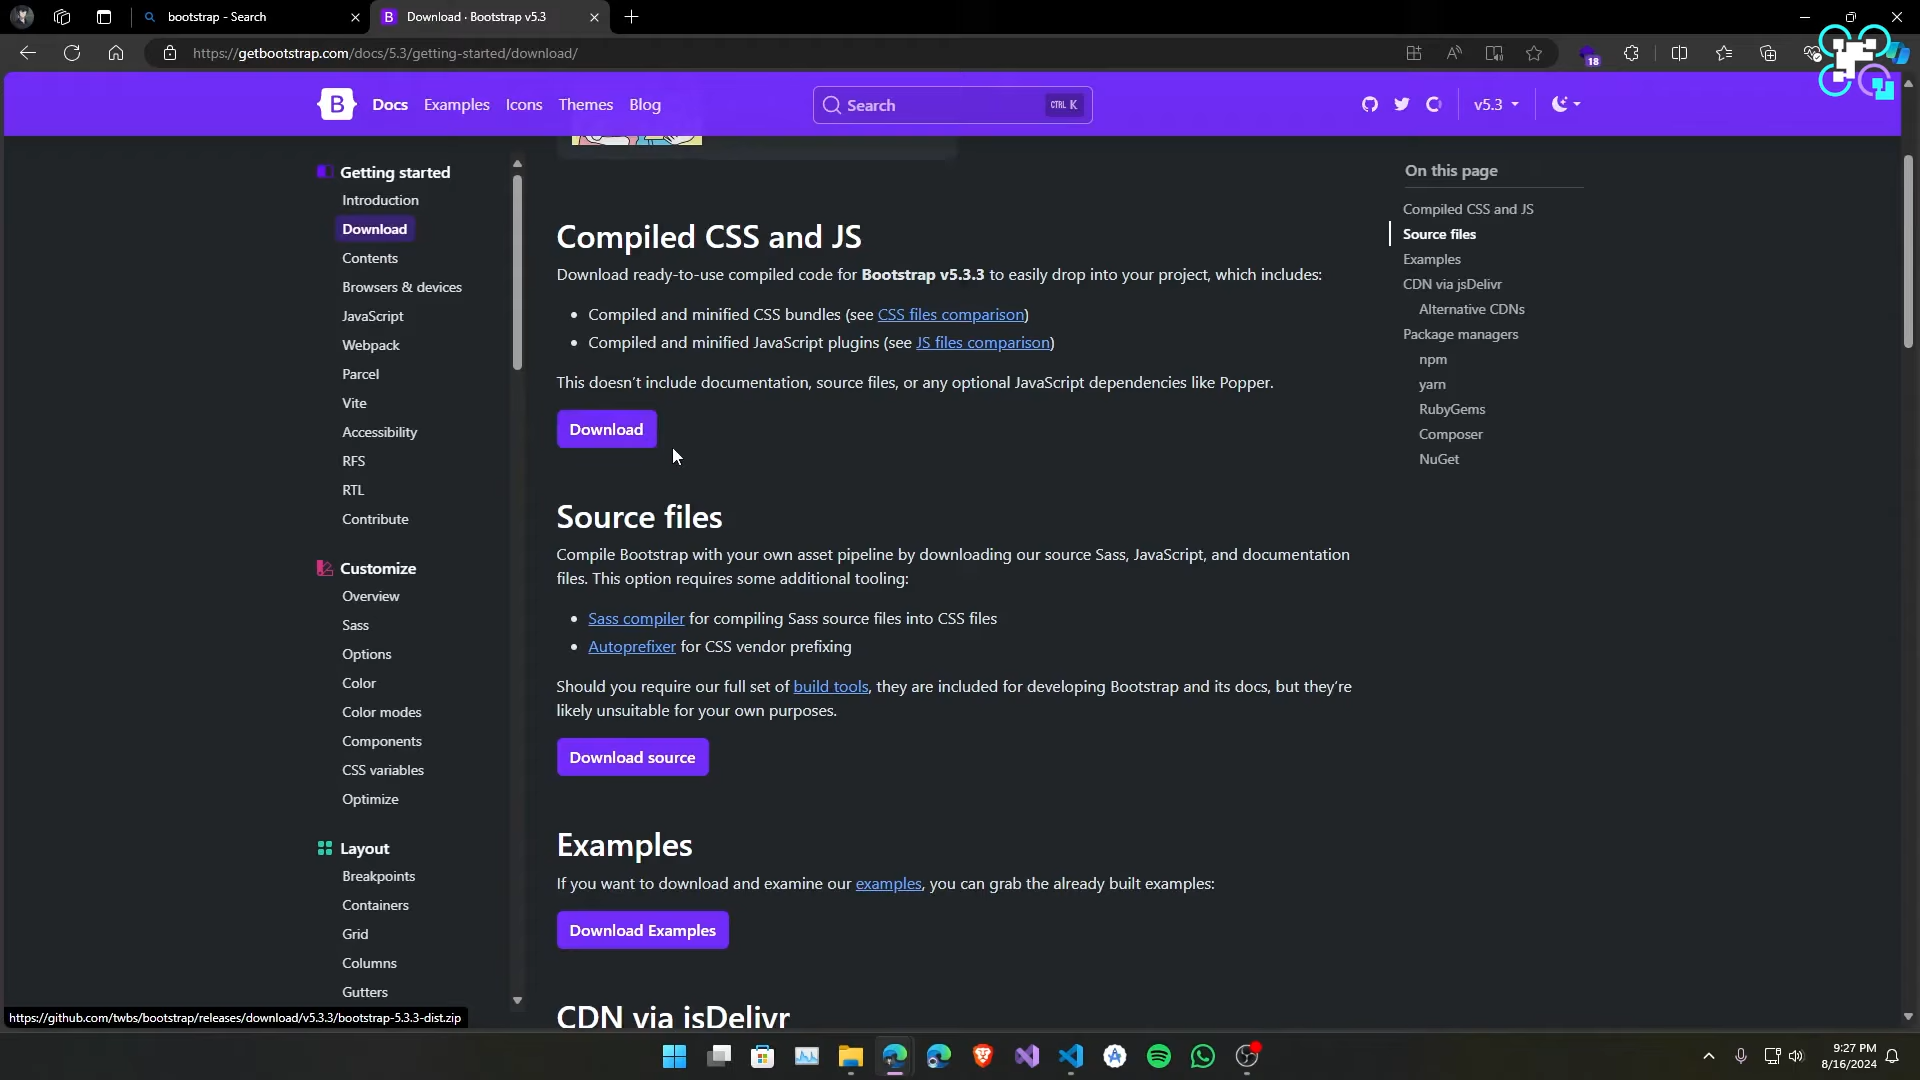 bootstrap - Search
Download · Bootstrap v5.3
https://getbootstrap.com/docs/5.3/getting-started/download/
18
B
Docs
Examples
Icons
Themes
Blog
Search
CTRL K
v5.3
Getting started
Introduction
Download
Contents
Browsers & devices
JavaScript
Webpack
Parcel
Vite
Accessibility
RFS
RTL
Contribute
Customize
Overview
Sass
Options
Color
Color modes
Components
CSS variables
Optimize
Layout
Breakpoints
Containers
Grid
Columns
Gutters
Compiled CSS and JS
Download ready-to-use compiled code for Bootstrap v5.3.3 to easily drop into your project, which includes:
• Compiled and minified CSS bundles (see CSS files comparison)
• Compiled and minified JavaScript plugins (see JS files comparison)
This doesn’t include documentation, source files, or any optional JavaScript dependencies like Popper.
Download
Source files
Compile Bootstrap with your own asset pipeline by downloading our source Sass, JavaScript, and documentation
files. This option requires some additional tooling:
• Sass compiler for compiling Sass source files into CSS files
• Autoprefixer for CSS vendor prefixing
Should you require our full set of build tools, they are included for developing Bootstrap and its docs, but they’re
likely unsuitable for your own purposes.
Download source
Examples
If you want to download and examine our examples, you can grab the already built examples:
Download Examples
CDN via jsDelivr
On this page
Compiled CSS and JS
Source files
Examples
CDN via jsDelivr
Alternative CDNs
Package managers
npm
yarn
RubyGems
Composer
NuGet
https://github.com/twbs/bootstrap/releases/download/v5.3.3/bootstrap-5.3.3-dist.zip
9:27 PM
8/16/2024